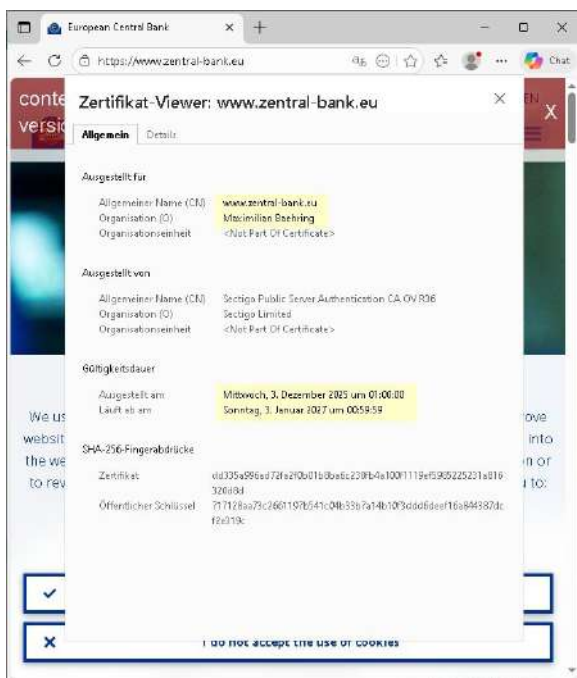 European Central Bank
https://www.zentral-bank.eu
Chat
conte
EN
versio
X
Zertifikat-Viewer: www.zentral-bank.eu
Allgemein
Details
Ausgestellt für
Allgemeiner Name (CN) www.zentral-bank.eu
Organisation (O) Maximilian Baehring
Organisationseinheit <Not Part Of Certificate>
Ausgestellt von
Allgemeiner Name (CN) Sectigo Public Server Authentication CA OV R36
Organisation (O) Sectigo Limited
Organisationseinheit <Not Part Of Certificate>
Gültigkeitsdauer
Ausgestellt am Mittwoch, 3. Dezember 2025 um 01:00:00
Läuft ab am Sonntag, 3. Januar 2027 um 00:59:59
We us
ove
websit
into
the we
on or
to rev
u to:
SHA-256-Fingerabdrücke
Zertifikat
Öffentlicher Schlüssel
I do not accept the use of cookies